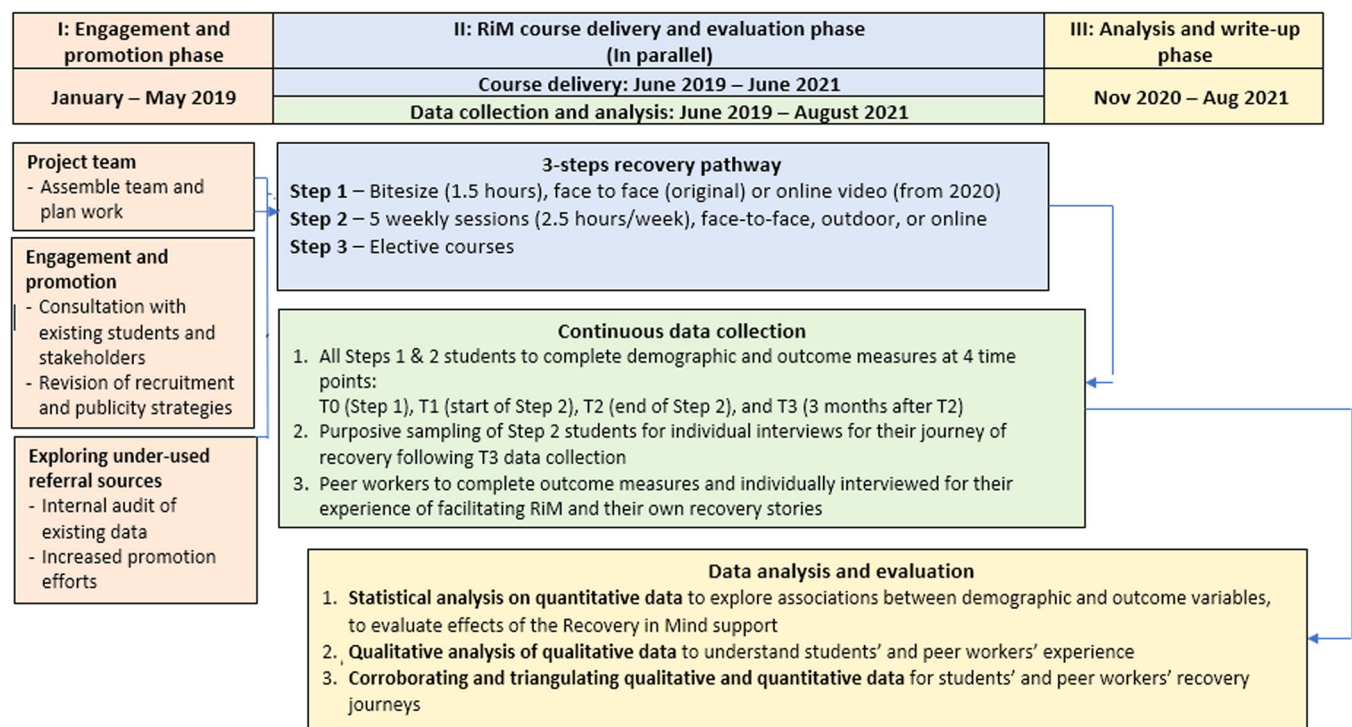 I: Engagement and
promotion phase
II: RiM course delivery and evaluation phase
(In parallel)
III: Analysis and write-up
phase
January – May 2019
Course delivery: June 2019 – June 2021
Data collection and analysis: June 2019 – August 2021
Nov 2020 – Aug 2021
Project team
- Assemble team and
plan work
Engagement and
promotion
- Consultation with
existing students and
stakeholders
- Revision of recruitment
and publicity strategies
Exploring under-used
referral sources
- Internal audit of
existing data
- Increased promotion
efforts
3-steps recovery pathway
Step 1 – Bitesize (1.5 hours), face to face (original) or online video (from 2020)
Step 2 – 5 weekly sessions (2.5 hours/week), face-to-face, outdoor, or online
Step 3 – Elective courses
Continuous data collection
1. All Steps 1 & 2 students to complete demographic and outcome measures at 4 time
points:
T0 (Step 1), T1 (start of Step 2), T2 (end of Step 2), and T3 (3 months after T2)
2. Purposive sampling of Step 2 students for individual interviews for their journey of
recovery following T3 data collection
3. Peer workers to complete outcome measures and individually interviewed for their
experience of facilitating RiM and their own recovery stories
Data analysis and evaluation
1. Statistical analysis on quantitative data to explore associations between demographic and outcome variables,
to evaluate effects of the Recovery in Mind support
2. Qualitative analysis of qualitative data to understand students’ and peer workers’ experience
3. Corroborating and triangulating qualitative and quantitative data for students’ and peer workers’ recovery
journeys